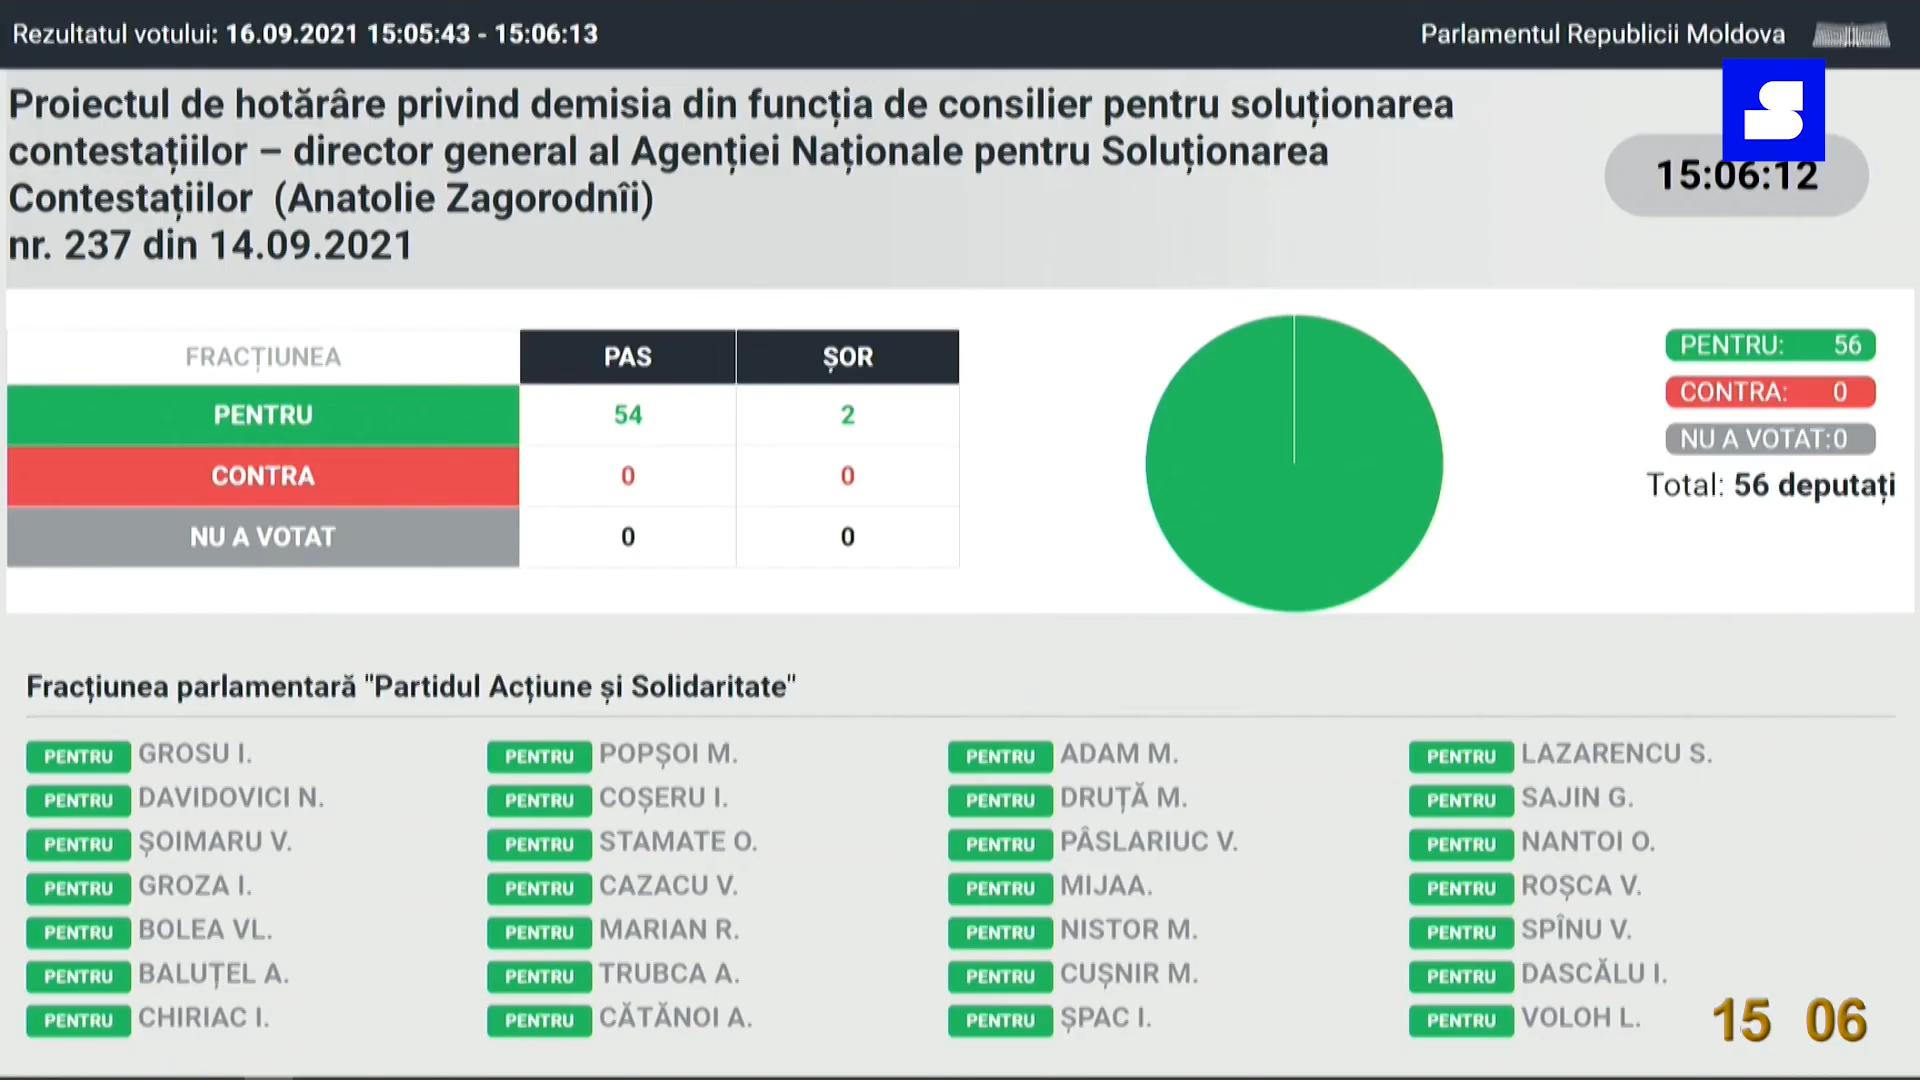 Rezultatul votului: 16.09.2021 15:05:43 - 15:06:13
Parlamentul Republicii Moldova
Proiectul de hotărâre privind demisia din funcția de consilier pentru soluționarea
contestațiilor – director general al Agenției Naționale pentru Soluționarea
Contestațiilor (Anatolie Zagorodnîi)
nr. 237 din 14.09.2021
S
15:06:12
FRACȚIUNEA PAS ȘOR
PENTRU 54 2
CONTRA 0 0
NU A VOTAT 0 0
PENTRU: 56
CONTRA: 0
NU A VOTAT:0
Total: 56 deputați
Fracțiunea parlamentară "Partidul Acțiune și Solidaritate"
PENTRU GROSU I. PENTRU POPȘOI M. PENTRU ADAM M. PENTRU LAZARENCU S.
PENTRU DAVIDOVICI N. PENTRU COȘERU I. PENTRU DRUȚĂ M. PENTRU SAJIN G.
PENTRU ȘOIMARU V. PENTRU STAMATE O. PENTRU PÂSLARIUC V. PENTRU NANTOI O.
PENTRU GROZA I. PENTRU CAZACU V. PENTRU MIJAA. PENTRU ROȘCA V.
PENTRU BOLEA VL. PENTRU MARIAN R. PENTRU NISTOR M. PENTRU SPÎNU V.
PENTRU BALUȚEL A. PENTRU TRUBCA A. PENTRU CUȘNIR M. PENTRU DASCĂLU I.
PENTRU CHIRIAC I. PENTRU CĂTĂNOI A. PENTRU ȘPAC I. PENTRU VOLOH L.
15 06